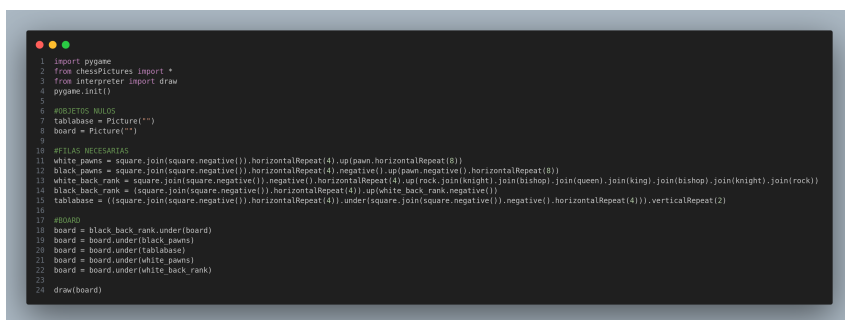 1 import pygame
2 from chessPictures import *
3 from interpreter import draw
4 pygame.init()
5
6 #OBJETOS NULOS
7 tablabase = Picture("")
8 board = Picture("")
9
10 #FILAS NECESARIAS
11 white_pawns = square.join(square.negative()).horizontalRepeat(4).up(pawn.horizontalRepeat(8))
12 black_pawns = square.join(square.negative()).horizontalRepeat(4).negative().up(pawn.negative().horizontalRepeat(8))
13 white_back_rank = square.join(square.negative()).negative().horizontalRepeat(4).up(rock.join(knight).join(bishop).join(queen).join(king).join(bishop).join(knight).join(rock))
14 black_back_rank = (square.join(square.negative()).horizontalRepeat(4)).up(white_back_rank.negative())
15 tablabase = ((square.join(square.negative()).horizontalRepeat(4)).under(square.join(square.negative()).negative().horizontalRepeat(4))).verticalRepeat(2)
16
17 #BOARD
18 board = black_back_rank.under(board)
19 board = board.under(black_pawns)
20 board = board.under(tablabase)
21 board = board.under(white_pawns)
22 board = board.under(white_back_rank)
23
24 draw(board)